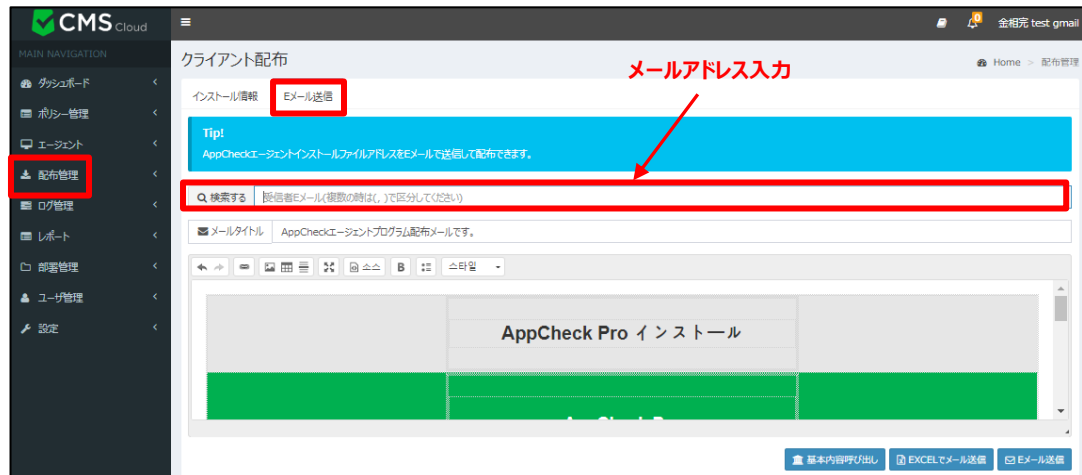 CMS Cloud
金相完 test gmail
MAIN NAVIGATION
ダッシュボード
ポリシー管理
エージェント
配布管理
ログ管理
レポート
部署管理
ユーザ管理
設定
クライアント配布
メールアドレス入力
Home > 配布管理
インストール情報 Eメール送信
Tip!
AppCheckエージェントインストールファイルアドレスをEメールで送信して配布できます。
検索する 受信者Eメール(複数の時は(, )で区分してください)
メールタイトル AppCheckエージェントプログラム配布メールです。
소스 B 스타일
AppCheck Pro インストール
基本内容呼び出し EXCELでメール送信 Eメール送信